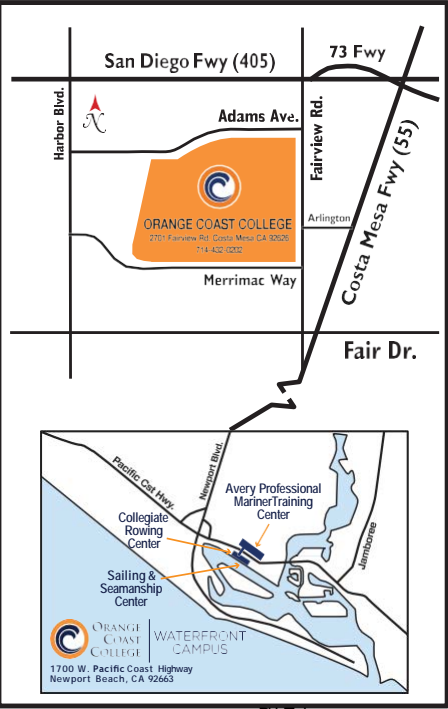 San Diego Fwy (405)
73 Fwy
Harbor Blvd.
N
Adams Ave.
Fairview Rd.
Costa Mesa Fwy (55)
ORANGE COAST COLLEGE
2701 Fairview Rd. Costa Mesa CA 92626
714-432-0202
Arlington
Merrimac Way
Fair Dr.
Pacific Cst Hwy.
Newport Blvd.
Avery Professional
MarinerTraining
Center
Collegiate
Rowing
Center
Jamboree
Sailing &
Seamanship
Center
ORANGE
COAST
COLLEGE
WATERFRONT
CAMPUS
1700 W. Pacific Coast Highway
Newport Beach, CA 92663